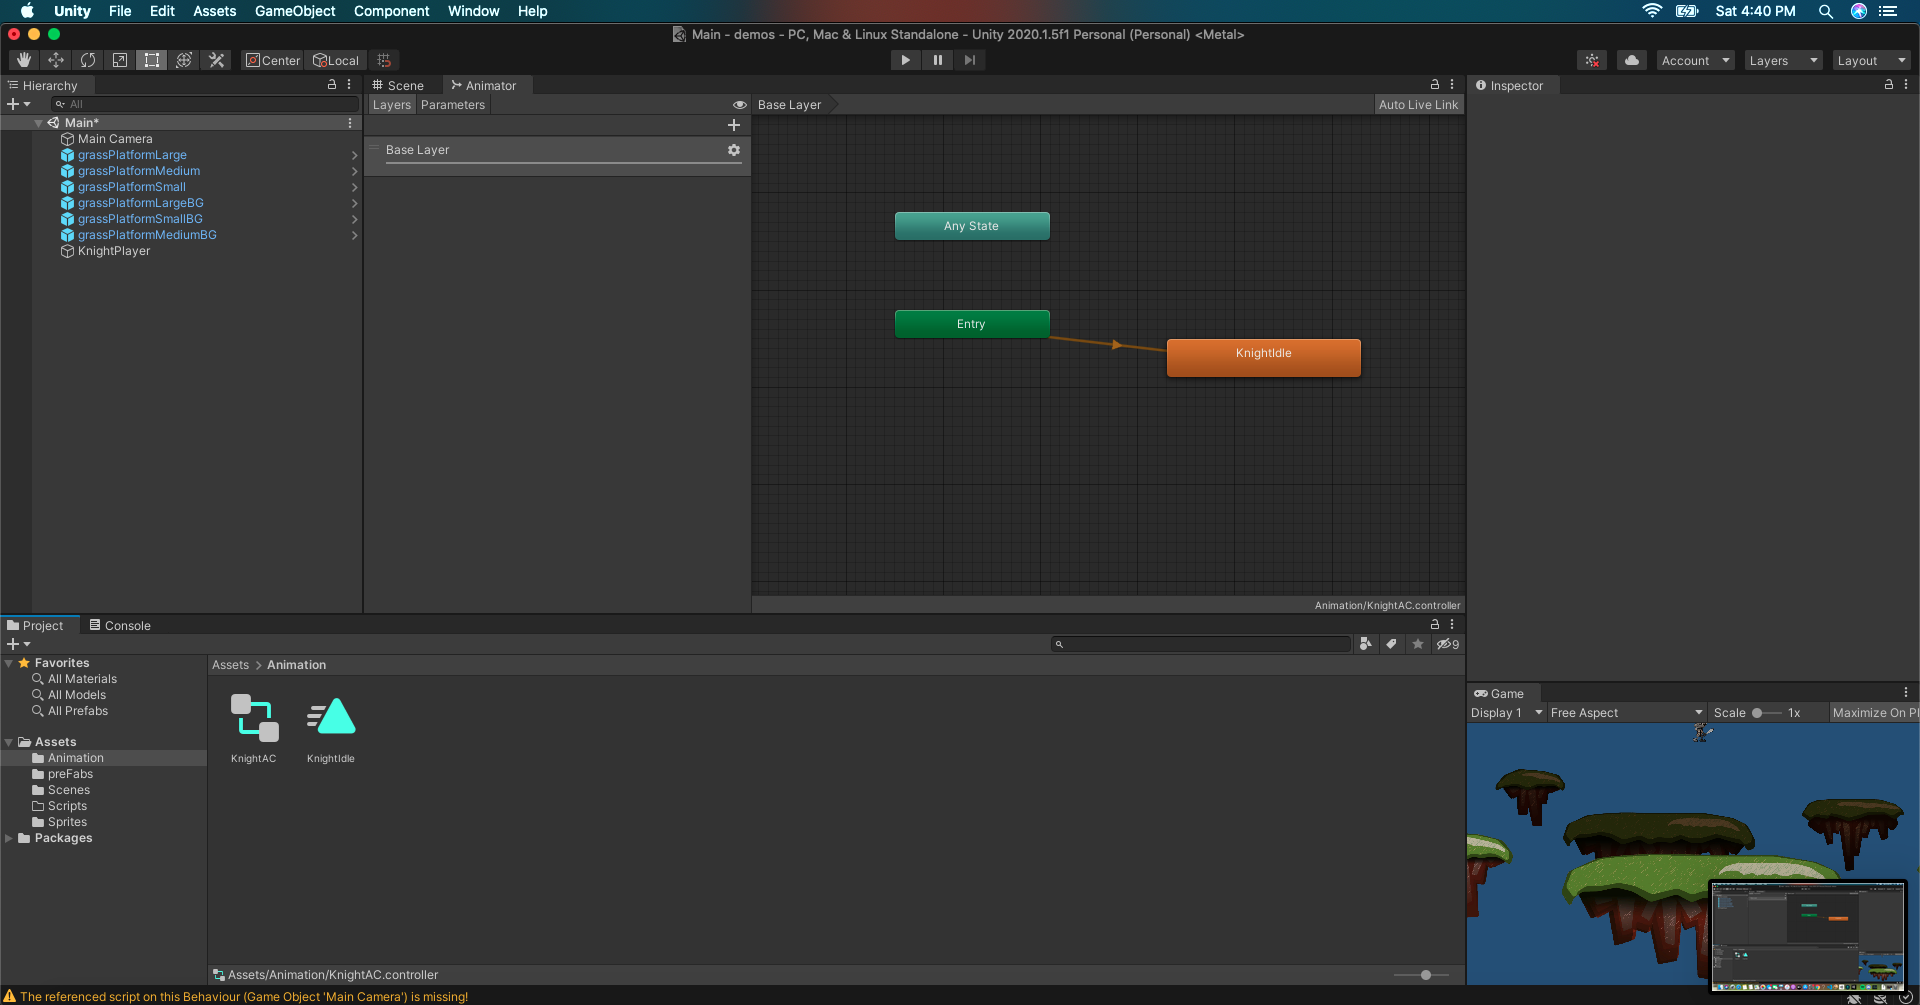 Unity File Edit Assets GameObject Component Window Help Sat 4:40 PM
Main - demos - PC, Mac & Linux Standalone - Unity 2020.1.5f1 Personal (Personal) <Metal>
Center Local Account Layers Layout
Hierarchy
All
Main*
Main Camera
grassPlatformLarge
grassPlatformMedium
grassPlatformSmall
grassPlatformLargeBG
grassPlatformSmallBG
grassPlatformMediumBG
KnightPlayer
Scene Animator
Layers Parameters
Base Layer
Base Layer
Auto Live Link
Any State
Entry
KnightIdle
Animation/KnightAC.controller
Inspector
Project Console
9
Favorites
All Materials
All Models
All Prefabs
Assets
Animation
preFabs
Scenes
Scripts
Sprites
Packages
Assets > Animation
KnightAC
KnightIdle
Assets/Animation/KnightAC.controller
Game
Display 1 Free Aspect Scale 1x Maximize On Pl
The referenced script on this Behaviour (Game Object 'Main Camera') is missing!